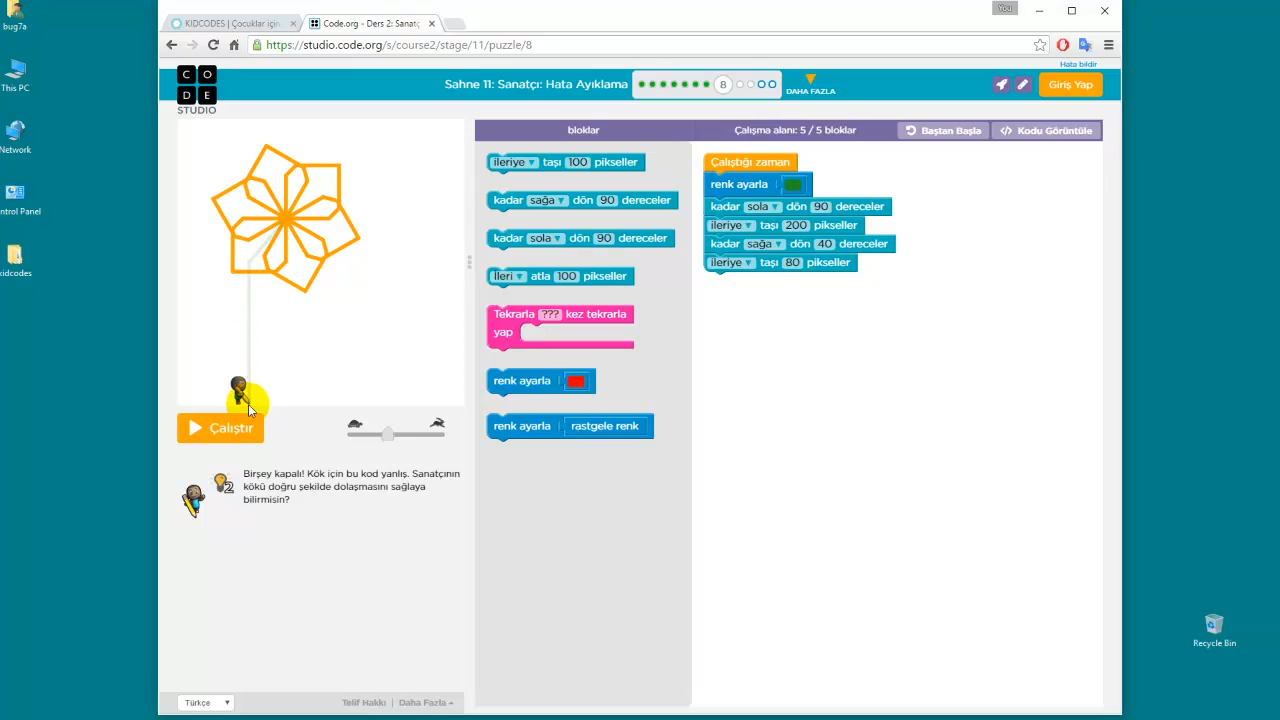 bug7a
This PC
Network
ntrol Panel
kidcodes
Recycle Bin
You
KIDCODES | Çocuklar için
Code.org - Ders 2: Sanatç
https://studio.code.org/s/course2/stage/11/puzzle/8
Hata bildir
C O
D E
STUDIO
Sahne 11: Sanatçı: Hata Ayıklama
8
DAHA FAZLA
Giriş Yap
bloklar
Çalışma alanı: 5 / 5 bloklar
Baştan Başla
Kodu Görüntüle
ileriye taşı 100 pikseller
kadar sağa dön 90 dereceler
kadar sola dön 90 dereceler
İleri atla 100 pikseller
Tekrarla ??? kez tekrarla
yap
renk ayarla
renk ayarla rastgele renk
Çalıştığı zaman
renk ayarla
kadar sola dön 90 dereceler
ileriye taşı 200 pikseller
kadar sağa dön 40 dereceler
ileriye taşı 80 pikseller
Çalıştır
2
Birşey kapalı! Kök için bu kod yanlış. Sanatçının
kökü doğru şekilde dolaşmasını sağlaya
bilirmisin?
Türkçe
Telif Hakkı | Daha Fazla